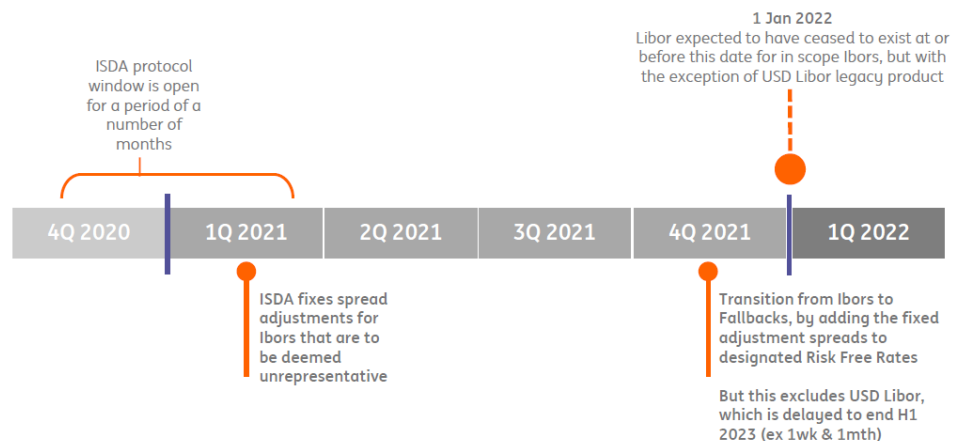 1 Jan 2022
Libor expected to have ceased to exist at or
before this date for in scope Ibors, but with
the exception of USD Libor legacy product
ISDA protocol
window is open
for a period of a
number of
months
4Q 2020
1Q 2021
2Q 2021
3Q 2021
4Q 2021
1Q 2022
ISDA fixes spread
adjustments for
Ibors that are to
be deemed
unrepresentative
Transition from Ibors to
Fallbacks, by adding the fixed
adjustment spreads to
designated Risk Free Rates
But this excludes USD Libor,
which is delayed to end H1
2023 (ex 1wk & 1mth)